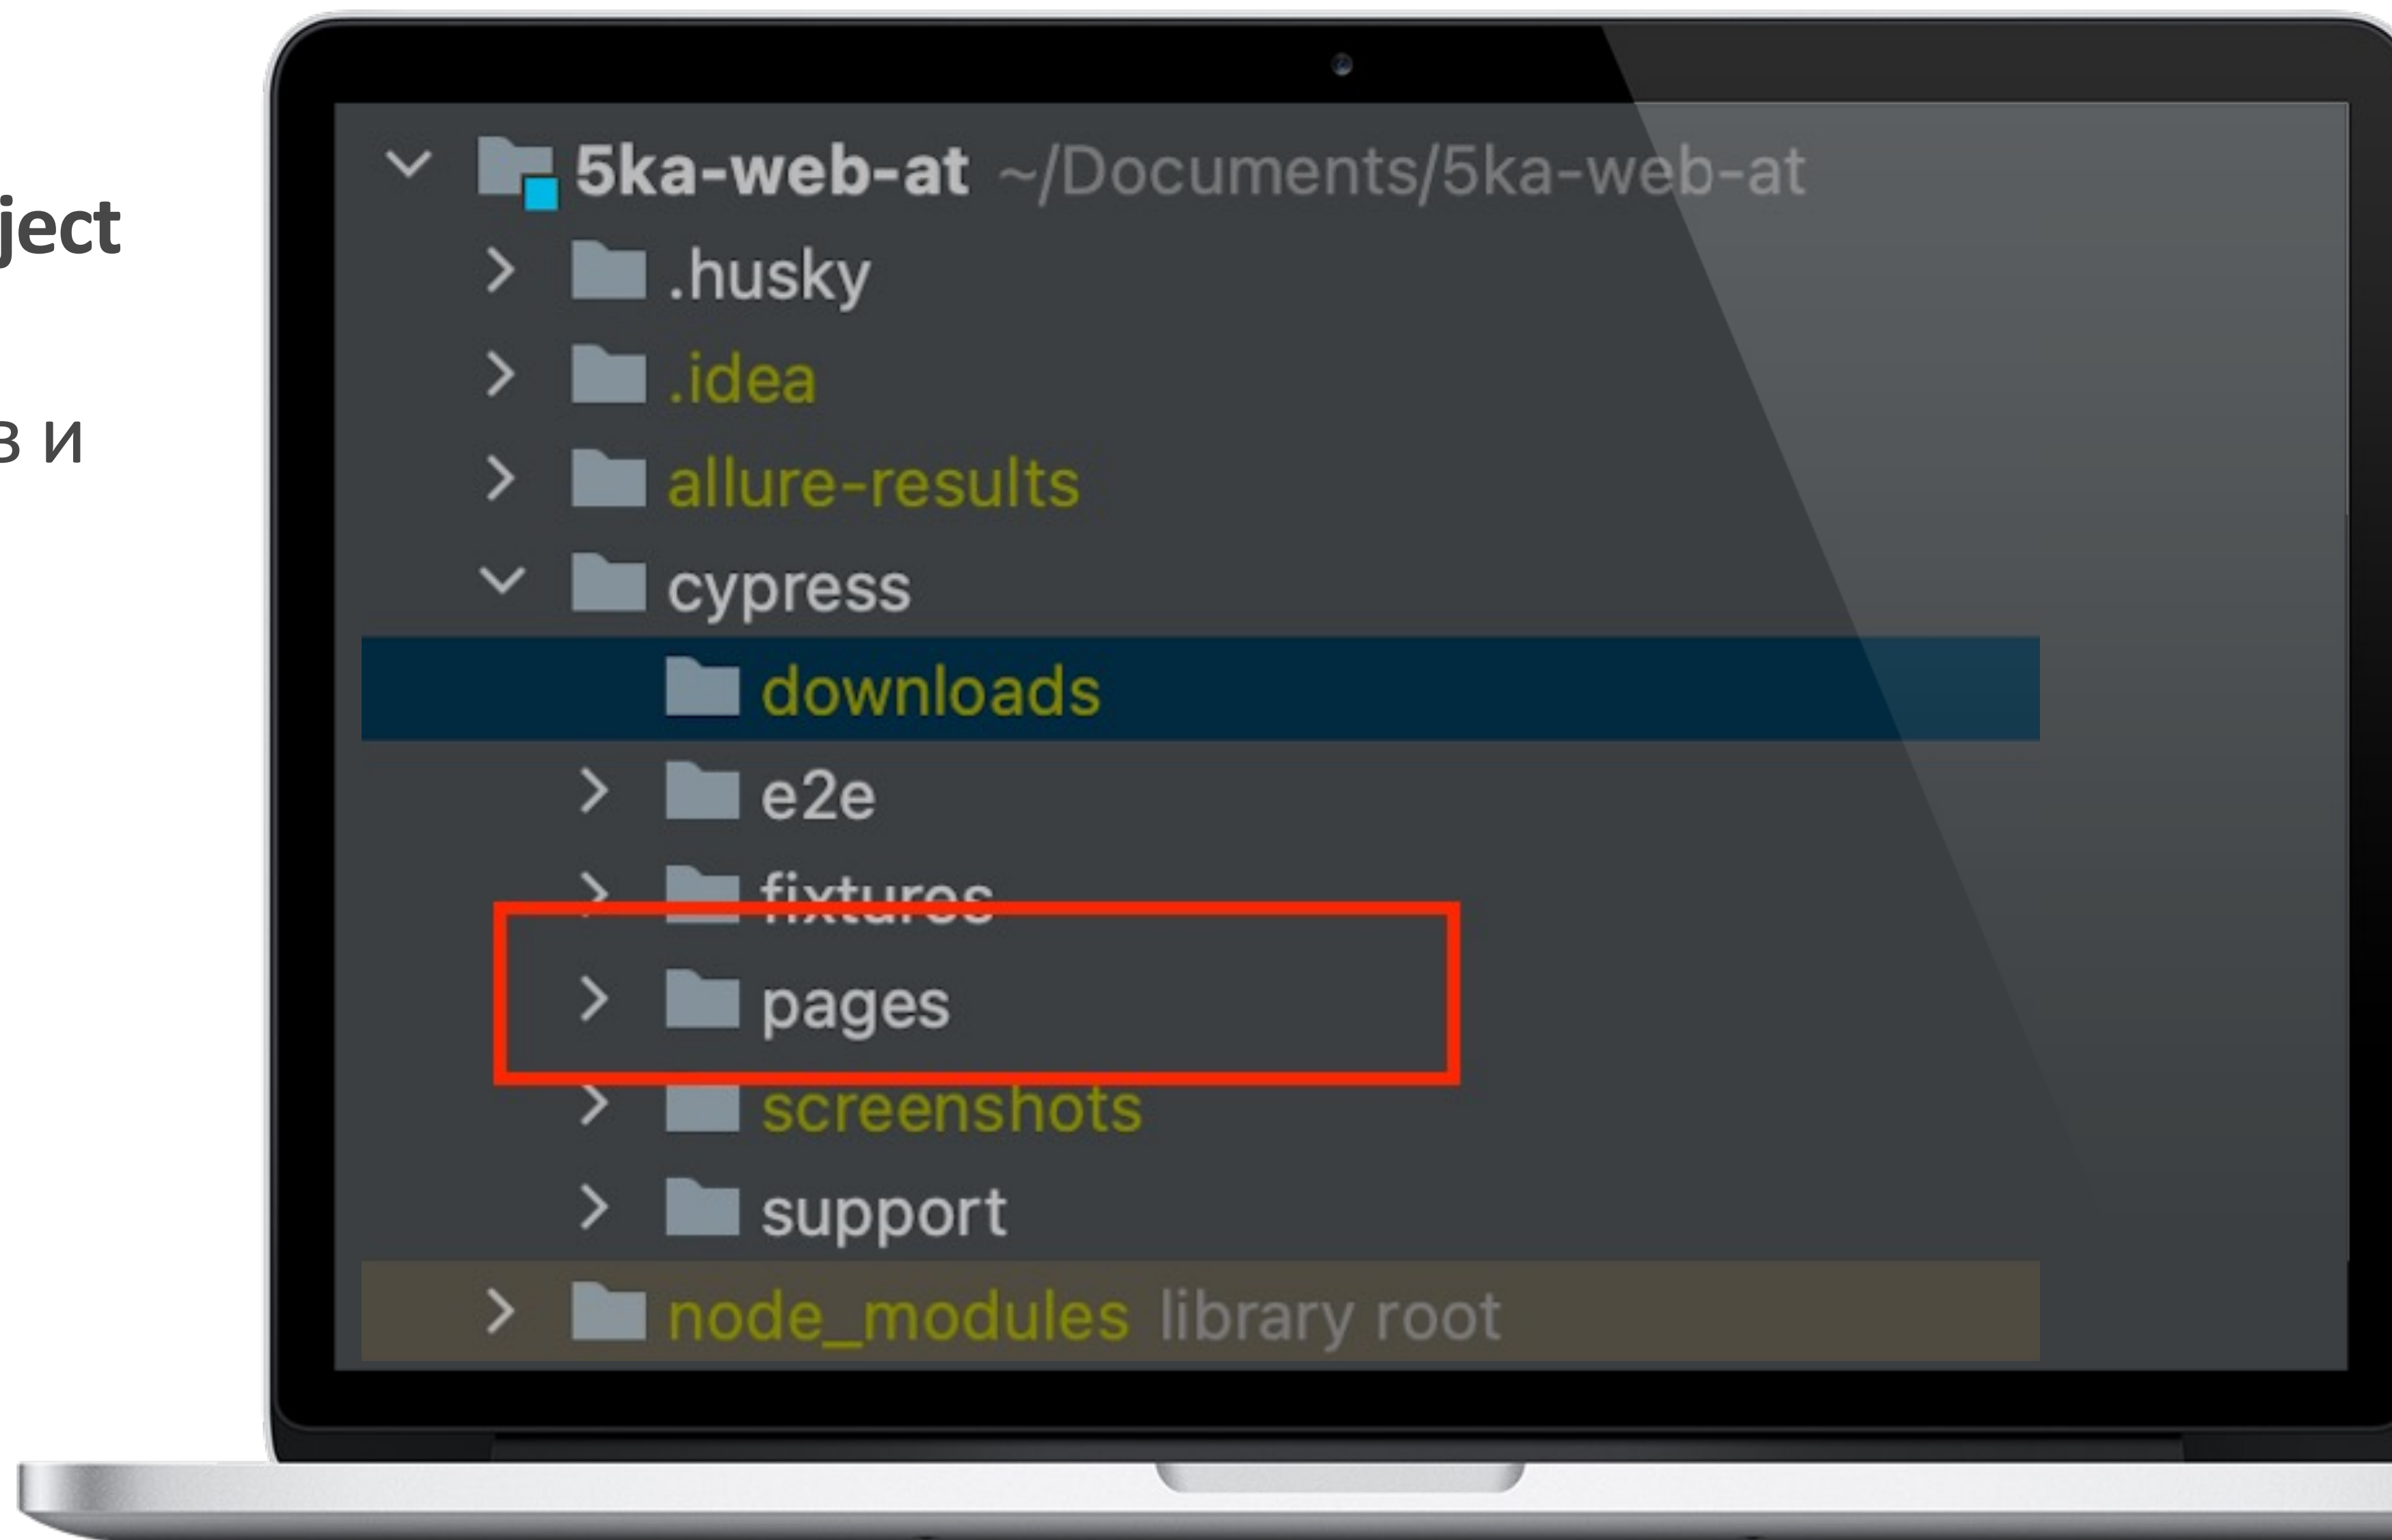 ject
в и
5ka-web-at ~/Documents/5ka-web-at
.husky
.idea
allure-results
cypress
downloads
e2e
fixtures
pages
screenshots
support
node_modules library root